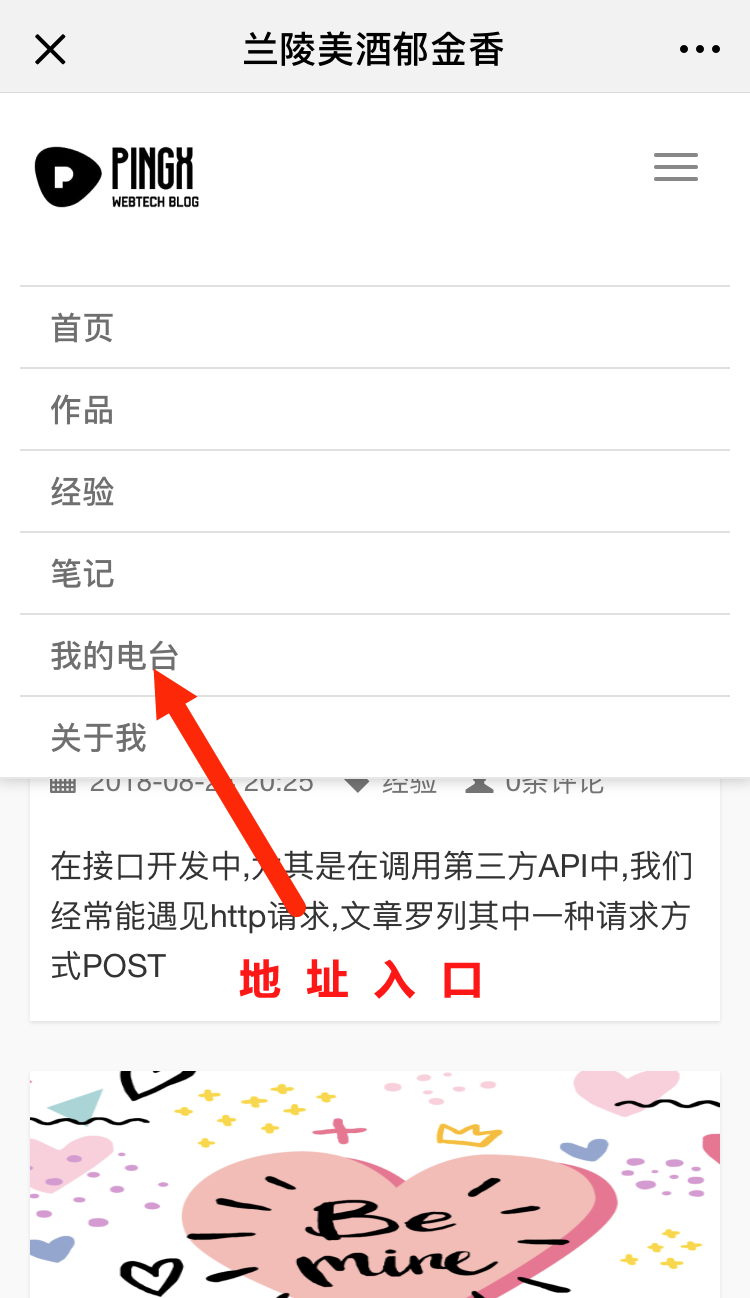 兰陵美酒郁金香
PINGX
WEBTECH BLOG
首页
作品
经验
笔记
我的电台
关于我
20:25 经验 0条评论
在接口开发中,尤其是在调用第三方API中,我们
经常能遇见http请求,文章罗列其中一种请求方
式POST
地址入口
Be
mine